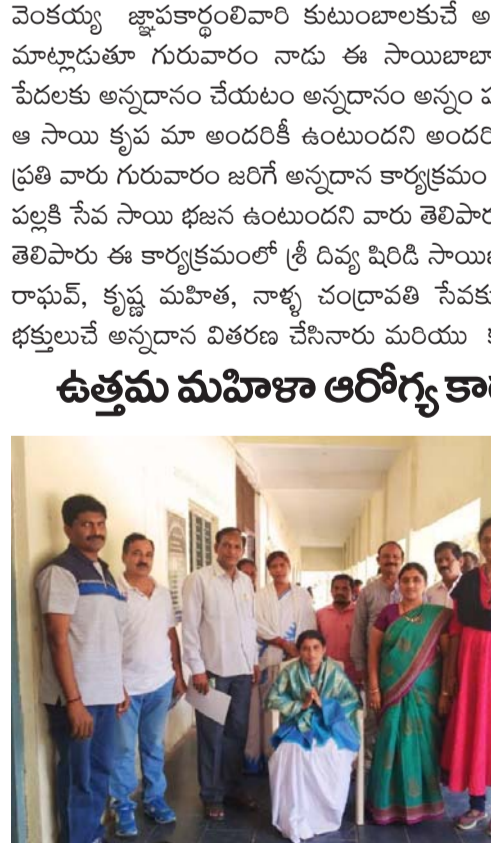 వెంకయ్య జ్ఞాపకార్థంలివారి కుటుంబాలకుచే అ
మాట్లాడుతూ గురువారం నాడు ఈ సాయిబాబా
పేదలకు అన్నదానం చేయటం అన్నదానం అన్నం
ఆ సాయి కృప మా అందరికీ ఉంటుందని అందరి
ప్రతి వారు గురువారం జరిగే అన్నదాన కార్యక్రమం
పల్లకి సేవ సాయి భజన ఉంటుందని వారు తెలిపారు
తెలిపారు ఈ కార్యక్రమంలో శ్రీ దివ్య షిరిడి
రాఘవ్, కృష్ణ మహిత, నాళ్ళ చంద్రావతి
భక్తులుచే అన్నదాన వితరణ చేసినారు మరియు
ఉత్తమ మహిళా ఆరోగ్య